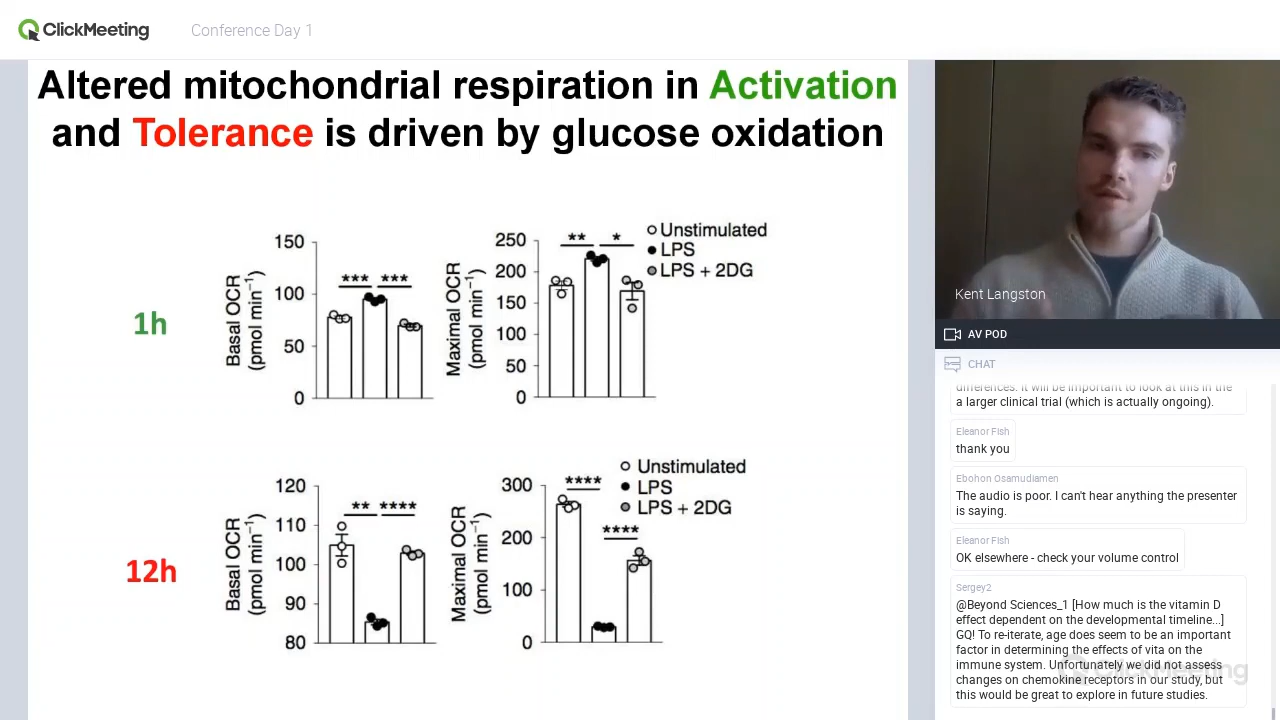 ClickMeeting
Conference Day 1
Altered mitochondrial respiration in Activation
and Tolerance is driven by glucose oxidation
1h
Basal OCR
(pmol min⁻¹)
150
100
50
0
*** ***
Maximal OCR
(pmol min⁻¹)
250
200
150
100
50
0
** *
Unstimulated
LPS
LPS + 2DG
12h
Basal OCR
(pmol min⁻¹)
120
110
100
90
80
** ****
Maximal OCR
(pmol min⁻¹)
300
200
100
0
****
****
Unstimulated
LPS
LPS + 2DG
Kent Langston
AV POD
CHAT
differences. It will be important to look at this in the
a larger clinical trial (which is actually ongoing).
Eleanor Fish
thank you
Ebohon Osamudiamen
The audio is poor. I can't hear anything the presenter
is saying.
Eleanor Fish
OK elsewhere - check your volume control
Sergey2
@Beyond Sciences_1 [How much is the vitamin D
effect dependent on the developmental timeline...]
GQ! To re-iterate, age does seem to be an important
factor in determining the effects of vita on the
immune system. Unfortunately we did not assess
changes on chemokine receptors in our study, but
this would be great to explore in future studies.
ClickMeeting